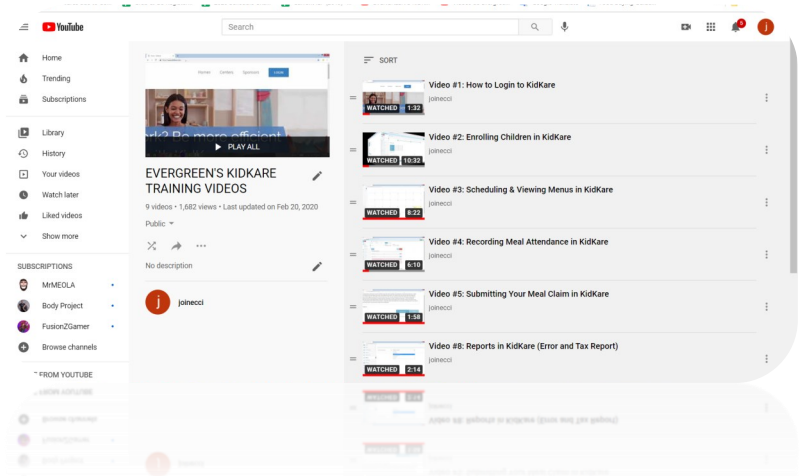 YouTube
Search
9
j
Home
Trending
Subscriptions
Library
History
Your videos
Watch later
Liked videos
Show more
SUBSCRIPTIONS
MrMEOLA
Body Project
FusionZGamer
Browse channels
FROM YOUTUBE
Homes Centers Sponsors
PLAY ALL
EVERGREEN'S KIDKARE
TRAINING VIDEOS
9 videos • 1,682 views • Last updated on Feb 20, 2020
Public
No description
j joinecci
SORT
Video #1: How to Login to KidKare
joinecci
WATCHED 1:32
Video #2: Enrolling Children in KidKare
joinecci
WATCHED 10:32
Video #3: Scheduling & Viewing Menus in KidKare
joinecci
WATCHED 8:22
Video #4: Recording Meal Attendance in KidKare
joinecci
WATCHED 6:10
Video #5: Submitting Your Meal Claim in KidKare
joinecci
WATCHED 1:58
Video #8: Reports in KidKare (Error and Tax Report)
joinecci
WATCHED 2:14